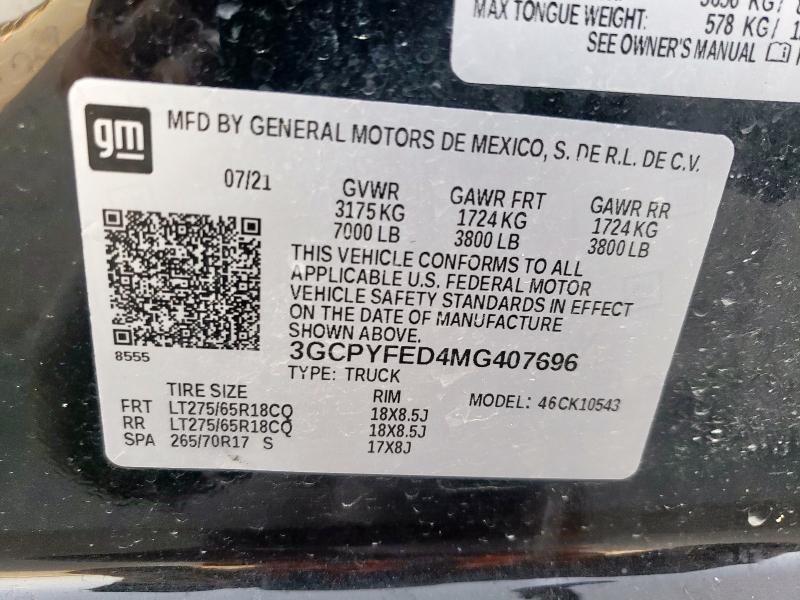 MAX TONGUE WEIGHT:
578 KG/
SEE OWNER'S MANUAL
gm
MFD BY GENERAL MOTORS DE MEXICO, S. DE R.L. DE C.V.
07/21
GVWR GAWR FRT GAWR RR
3175 KG 1724 KG 1724 KG
7000 LB 3800 LB 3800 LB
THIS VEHICLE CONFORMS TO ALL
APPLICABLE U.S. FEDERAL MOTOR
VEHICLE SAFETY STANDARDS IN EFFECT
ON THE DATE OF MANUFACTURE
SHOWN ABOVE.
8555
3GCPYFED4MG407696
TYPE: TRUCK
TIRE SIZE RIM MODEL: 46CK10543
FRT LT275/65R18CQ 18X8.5J
RR LT275/65R18CQ 18X8.5J
SPA 265/70R17 S 17X8J